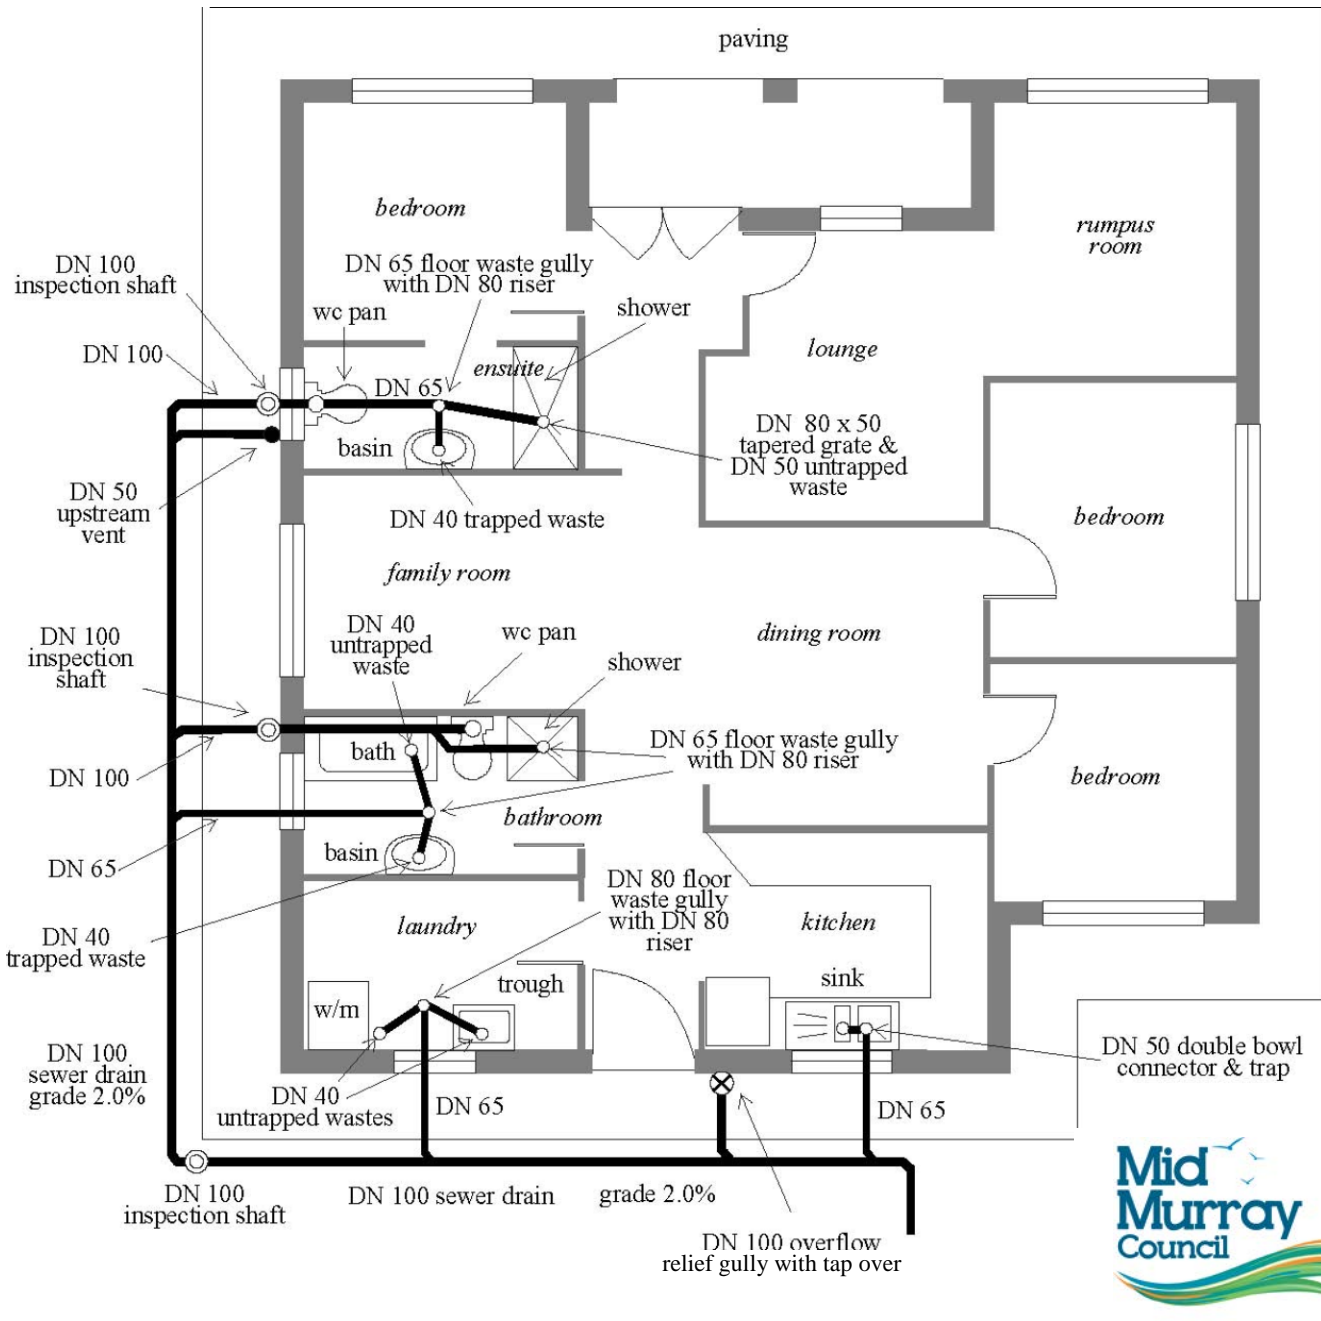 paving
bedroom
rumpus
room
DN 100
inspection shaft
DN 65 floor waste gully
with DN 80 riser
wc pan
shower
DN 100
lounge
ensuite
DN 65
basin
DN 80 x 50
tapered grate &
DN 50 untrapped
waste
DN 50
upstream
vent
DN 40 trapped waste
bedroom
family room
DN 40
untrapped
waste
wc pan
dining room
DN 100
inspection
shaft
shower
bath
DN 65 floor waste gully
with DN 80 riser
DN 100
bedroom
bathroom
basin
DN 65
DN 80 floor
waste gully
with DN 80
riser
laundry
kitchen
DN 40
trapped waste
trough
sink
w/m
DN 100
sewer drain
grade 2.0%
DN 50 double bowl
connector & trap
DN 40
untrapped wastes
DN 65
DN 65
DN 100
inspection shaft
DN 100 sewer drain
grade 2.0%
DN 100 overflow
relief gully with tap over
Mid
Murray
Council